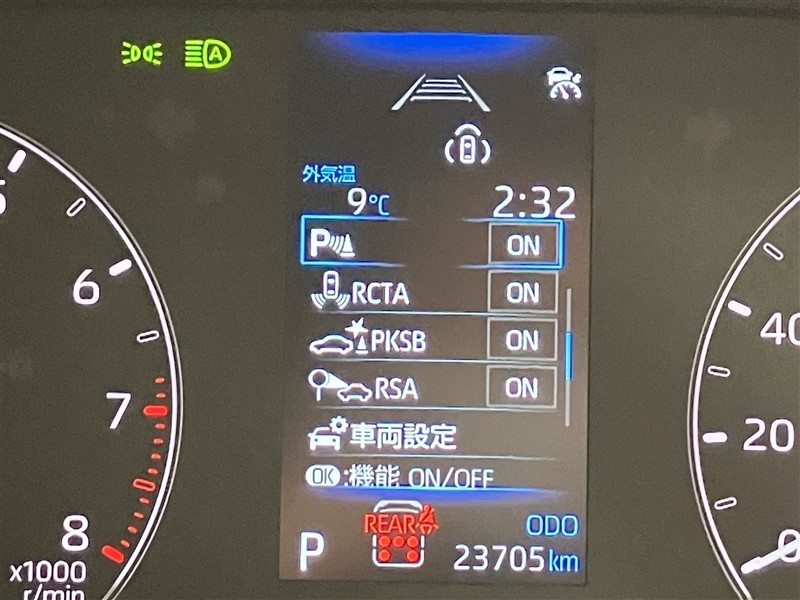 A
外気温
9℃ 2:32
P ON
RCTA ON
PKSB ON
RSA ON
車両設定
OK:機能 ON/OFF
REAR
ODO
P 23705km
6
7
8
x1000
r/min
40
20
0